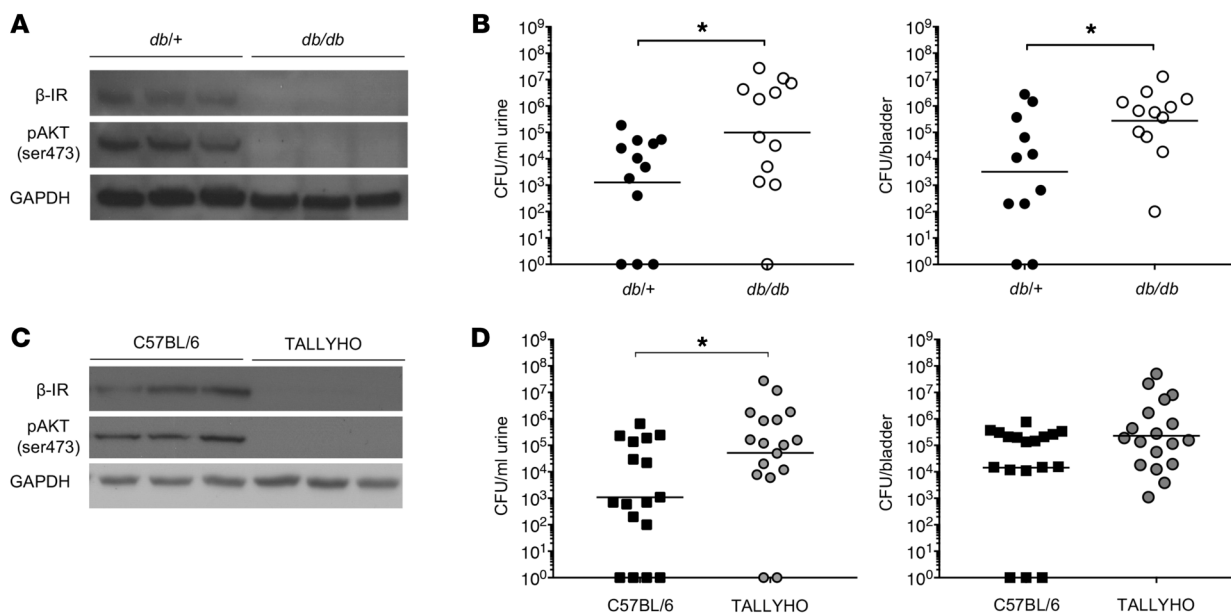 A
db/+ db/db
β-IR
pAKT
(ser473)
GAPDH
B
*
10⁹
10⁸
10⁷
10⁶
10⁵
10⁴
10³
10²
10¹
10⁰
CFU/ml urine
db/+ db/db
*
10⁹
10⁸
10⁷
10⁶
10⁵
10⁴
10³
10²
10¹
10⁰
CFU/bladder
db/+ db/db
C
C57BL/6 TALLYHO
β-IR
pAKT
(ser473)
GAPDH
D
*
10⁹
10⁸
10⁷
10⁶
10⁵
10⁴
10³
10²
10¹
10⁰
CFU/ml urine
C57BL/6 TALLYHO
10⁹
10⁸
10⁷
10⁶
10⁵
10⁴
10³
10²
10¹
10⁰
CFU/bladder
C57BL/6 TALLYHO